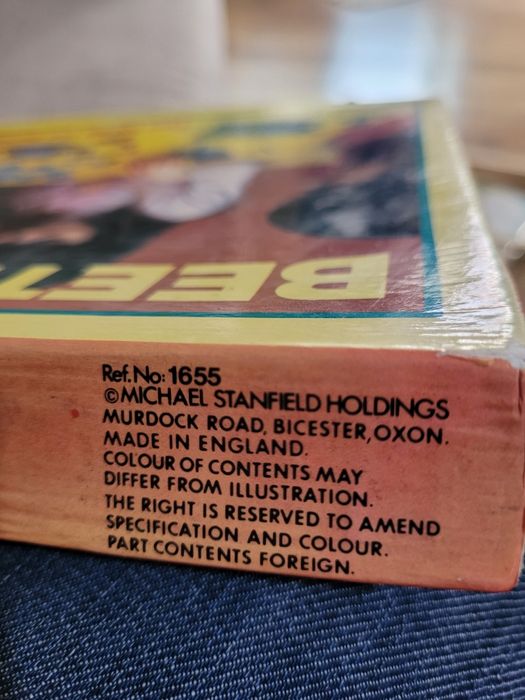 Ref.No:1655
©MICHAEL STANFIELD HOLDINGS
MURDOCK ROAD, BICESTER,OXON.
MADE IN ENGLAND.
COLOUR OF CONTENTS MAY
DIFFER FROM ILLUSTRATION.
THE RIGHT IS RESERVED TO AMEND
SPECIFICATION AND COLOUR.
PART CONTENTS FOREIGN.